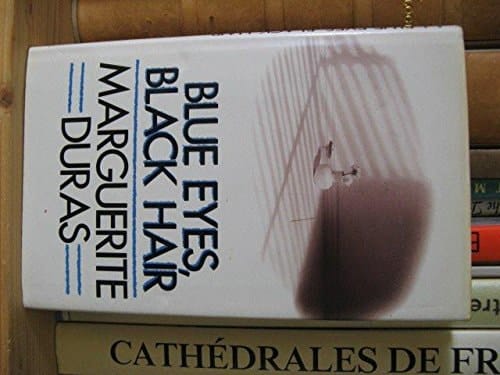 BLUE EYES,
BLACK HAIR
MARGUERITE
DURAS
CATHÉDRALES DE FR